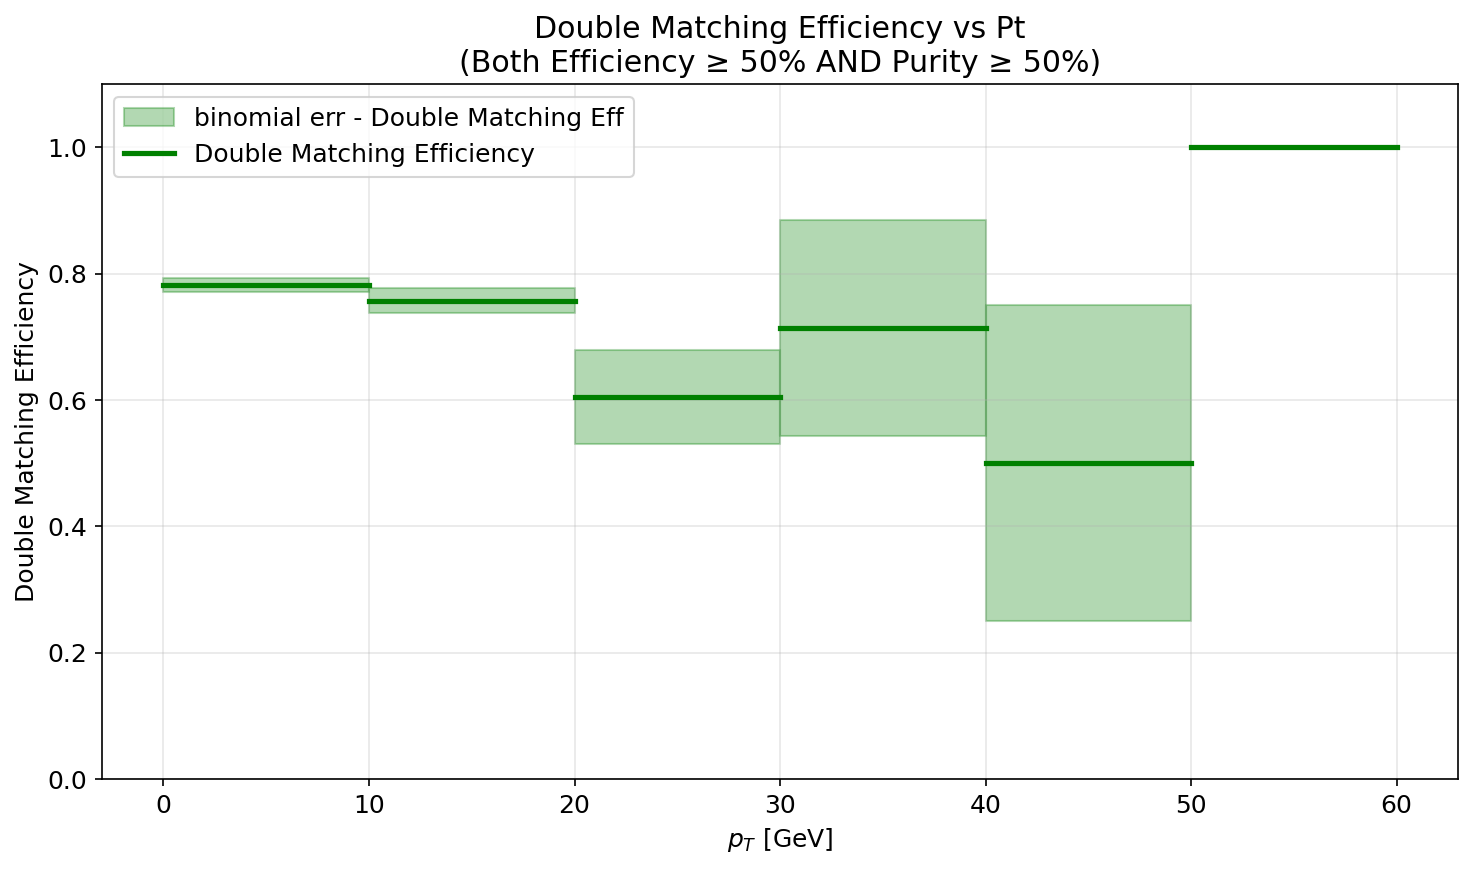 Double Matching Efficiency vs Pt
(Both Efficiency ≥ 50% AND Purity ≥ 50%)
binomial err - Double Matching Eff
Double Matching Efficiency
Double Matching Efficiency
1.0
0.8
0.6
0.4
0.2
0.0
0 10 20 30 40 50 60
p_T [GeV]